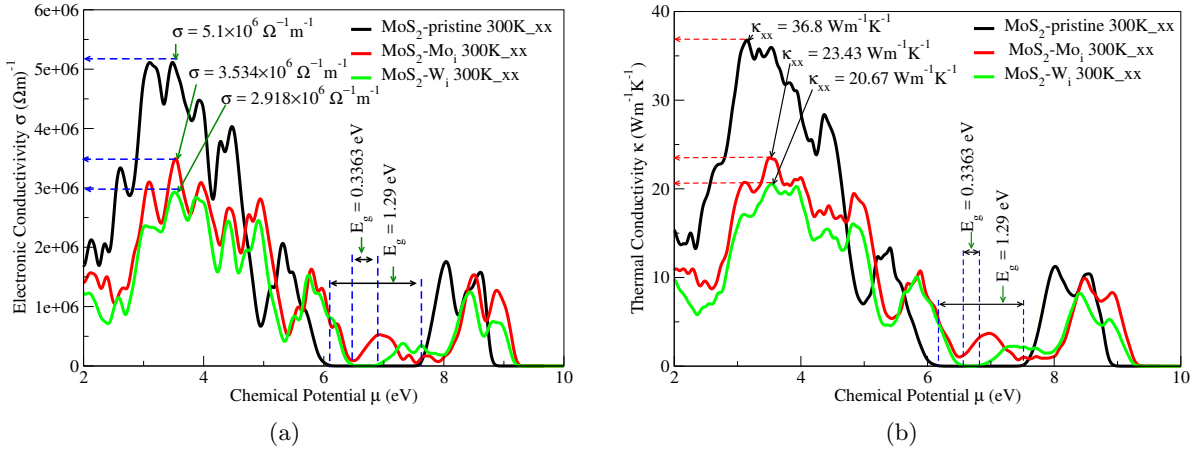 σ = 5.1×10⁶ Ω⁻¹m⁻¹
σ = 3.534×10⁶ Ω⁻¹m⁻¹
σ = 2.918×10⁶ Ω⁻¹m⁻¹
MoS₂-pristine 300K_xx
MoS₂-Moᵢ 300K_xx
MoS₂-Wᵢ 300K_xx
E_g = 0.3363 eV
E_g = 1.29 eV
6e+06
5e+06
4e+06
3e+06
2e+06
1e+06
0
Electronic Conductivity σ (Ωm)⁻¹
2 4 6 8 10
Chemical Potential μ (eV)
(a)
κₓₓ = 36.8 Wm⁻¹K⁻¹
κₓₓ = 23.43 Wm⁻¹K⁻¹
κₓₓ = 20.67 Wm⁻¹K⁻¹
MoS₂-pristine 300K_xx
MoS₂-Moᵢ 300K_xx
MoS₂-Wᵢ 300K_xx
E_g = 0.3363 eV
E_g = 1.29 eV
40
30
20
10
0
Thermal Conductivity κ (Wm⁻¹K⁻¹)
2 4 6 8 10
Chemical Potential μ (eV)
(b)